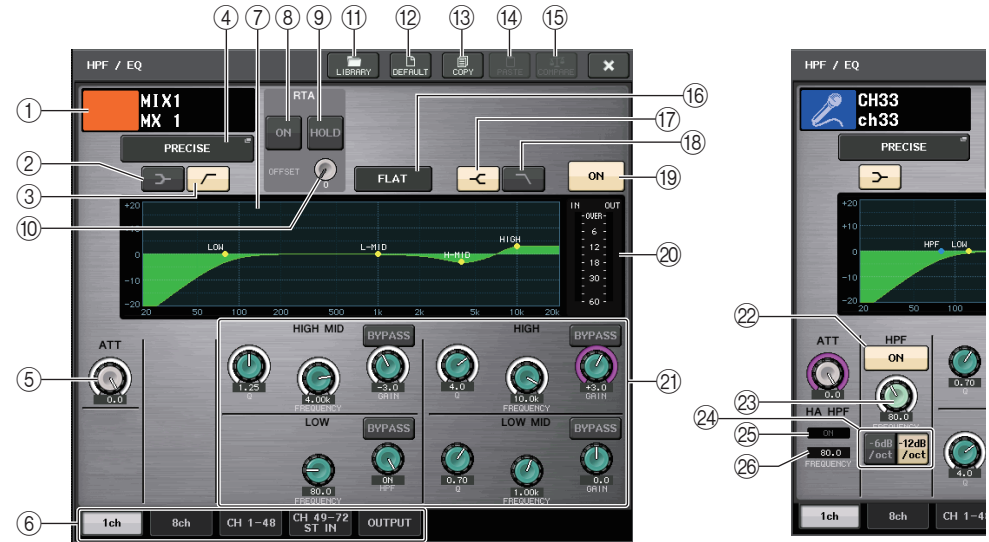 ④ ⑦ ⑧ ⑨ ⑪ ⑫ ⑬ ⑭ ⑮
HPF / EQ
LIBRARY DEFAULT COPY PASTE COMPARE
①
MIX1
MX 1
RTA
ON HOLD
OFFSET
0
PRECISE
②
③
⑩
FLAT
ON
⑯
⑰
⑱
⑲
IN OUT
OVER
6
12
18
30
60
⑳
+20
+10
0
-10
-20
LOW L-MID H-MID HIGH
20 50 100 200 500 1k 2k 5k 10k 20k
⑤
ATT
0.0
HIGH MID
BYPASS
1.25
Q
4.00k
FREQUENCY
-3.0
GAIN
HIGH
BYPASS
4.0
Q
10.0k
FREQUENCY
+3.0
GAIN
㉑
LOW
BYPASS
80.0
FREQUENCY
ON
HPF
LOW MID
BYPASS
0.70
Q
1.00k
FREQUENCY
0.0
GAIN
⑥
1ch
8ch
CH 1-48
CH 49-72
ST IN
OUTPUT
HPF / EQ
CH33
ch33
PRECISE
+20
+10
0
-10
-20
HPF LOW
20 50 100
㉒
ATT
0.0
HPF
ON
㉓
80.0
FREQUENCY
0.70
Q
㉔
HA HPF
㉕
ON
㉖
80.0
FREQUENCY
-6dB
/oct
-12dB
/oct
4.0
Q
1ch
8ch